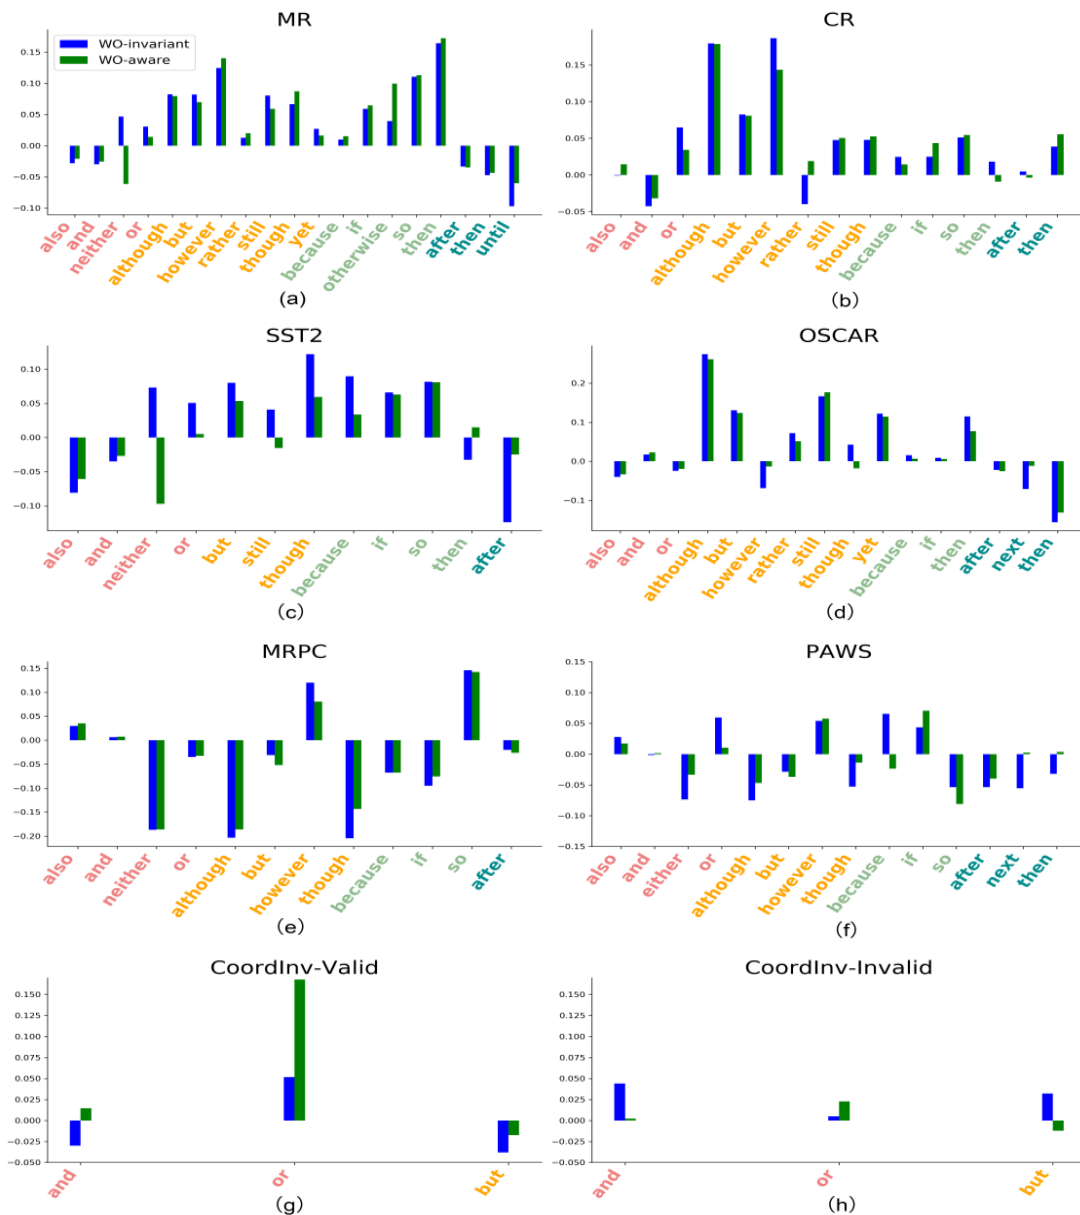 MR
WO-invariant
WO-aware
0.15
0.10
0.05
0.00
−0.05
−0.10
also
and
neither
or
although
but
however
rather
still
though
yet
because
if
otherwise
so
then
after
then
until
(a)
CR
0.15
0.10
0.05
0.00
−0.05
also
and
or
although
but
however
rather
still
though
because
if
so
then
after
then
(b)
SST2
0.10
0.05
0.00
−0.05
−0.10
also
and
neither
or
but
still
though
because
if
so
then
after
(c)
OSCAR
0.2
0.1
0.0
−0.1
also
and
or
although
but
however
rather
still
though
yet
because
if
then
after
next
then
(d)
MRPC
0.15
0.10
0.05
0.00
−0.05
−0.10
−0.15
−0.20
also
and
neither
or
although
but
however
though
because
if
so
after
(e)
PAWS
0.15
0.10
0.05
0.00
−0.05
−0.10
−0.15
also
and
either
or
although
but
however
though
because
if
so
after
next
then
(f)
CoordInv-Valid
0.150
0.125
0.100
0.075
0.050
0.025
0.000
−0.025
−0.050
and
or
but
(g)
CoordInv-Invalid
0.150
0.125
0.100
0.075
0.050
0.025
0.000
−0.025
−0.050
and
or
but
(h)